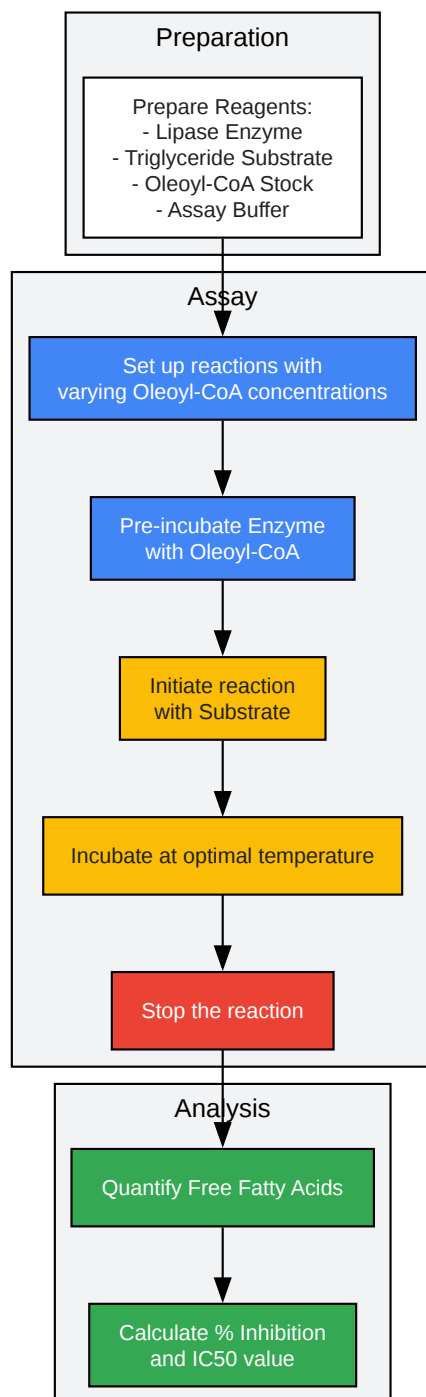 Preparation
Prepare Reagents:
- Lipase Enzyme
- Triglyceride Substrate
- Oleoyl-CoA Stock
- Assay Buffer
Assay
Set up reactions with
varying Oleoyl-CoA concentrations
Pre-incubate Enzyme
with Oleoyl-CoA
Initiate reaction
with Substrate
Incubate at optimal temperature
Stop the reaction
Analysis
Quantify Free Fatty Acids
Calculate % Inhibition
and IC50 value